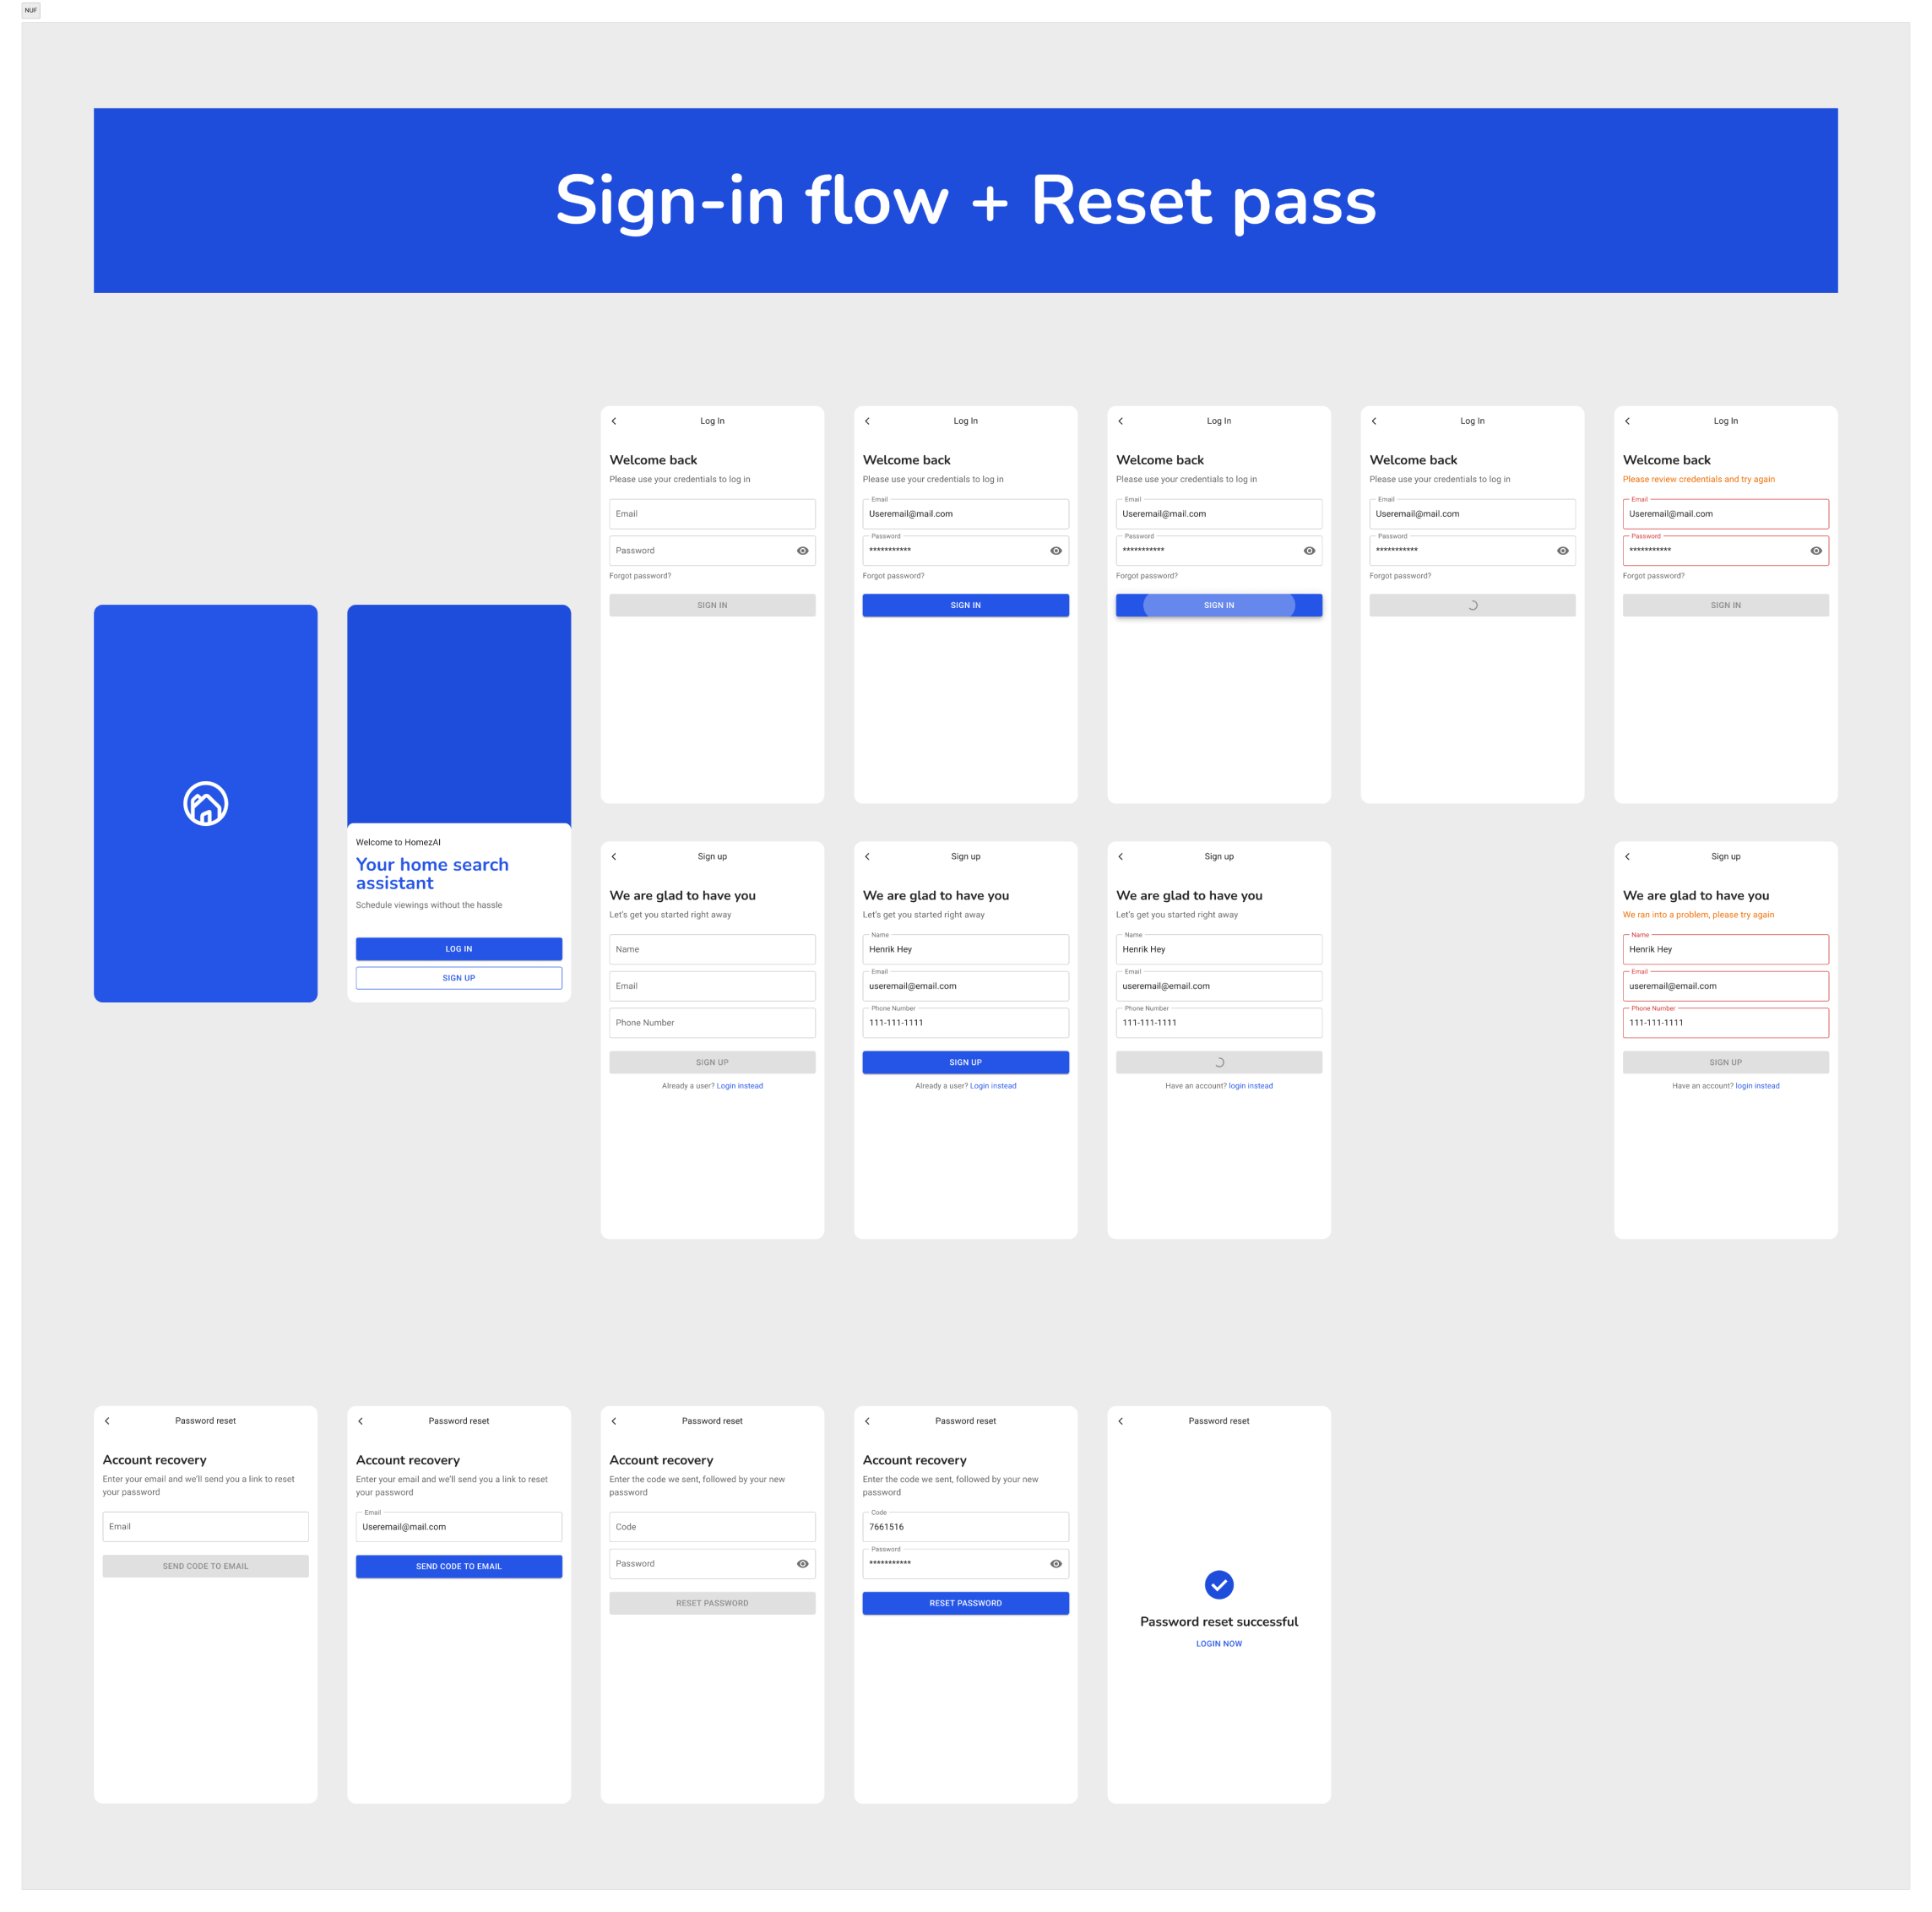 NUF
Sign-in flow + Reset pass
Welcome to HomezAI
Your home search
assistant
Schedule viewings without the hassle
LOG IN
SIGN UP
Log In
Welcome back
Please use your credentials to log in
Email
Password
Forgot password?
SIGN IN
Log In
Welcome back
Please use your credentials to log in
Email
Useremail@mail.com
Password
***********
Forgot password?
SIGN IN
Log In
Welcome back
Please use your credentials to log in
Email
Useremail@mail.com
Password
***********
Forgot password?
SIGN IN
Log In
Welcome back
Please use your credentials to log in
Email
Useremail@mail.com
Password
***********
Forgot password?
Log In
Welcome back
Please review credentials and try again
Email
Useremail@mail.com
Password
***********
Forgot password?
SIGN IN
Sign up
We are glad to have you
Let's get you started right away
Name
Email
Phone Number
SIGN UP
Already a user? Login instead
Sign up
We are glad to have you
Let's get you started right away
Name
Henrik Hey
Email
useremail@email.com
Phone Number
111-111-1111
SIGN UP
Already a user? Login instead
Sign up
We are glad to have you
Let's get you started right away
Name
Henrik Hey
Email
useremail@email.com
Phone Number
111-111-1111
Have an account? login instead
Sign up
We are glad to have you
We ran into a problem, please try again
Name
Henrik Hey
Email
useremail@email.com
Phone Number
111-111-1111
SIGN UP
Have an account? login instead
Password reset
Account recovery
Enter your email and we'll send you a link to reset
your password
Email
SEND CODE TO EMAIL
Password reset
Account recovery
Enter your email and we'll send you a link to reset
your password
Email
Useremail@mail.com
SEND CODE TO EMAIL
Password reset
Account recovery
Enter the code we sent, followed by your new
password
Code
Password
RESET PASSWORD
Password reset
Account recovery
Enter the code we sent, followed by your new
password
Code
7661516
Password
***********
RESET PASSWORD
Password reset
Password reset successful
LOGIN NOW